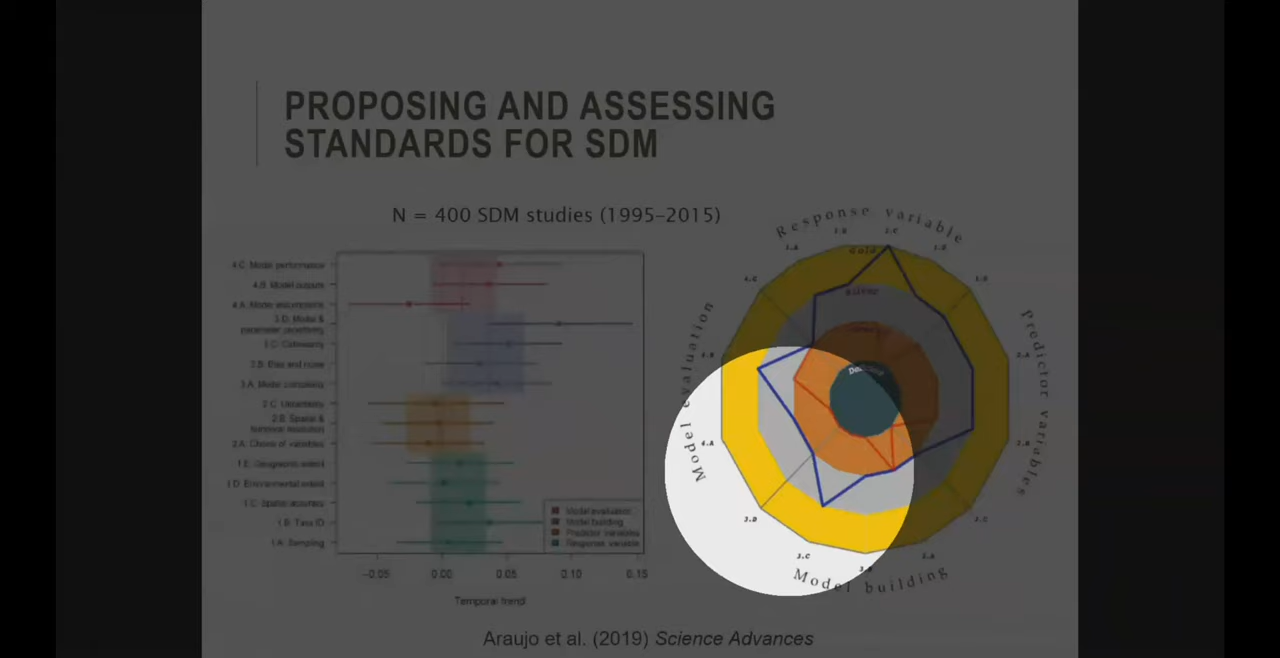 PROPOSING AND ASSESSING
STANDARDS FOR SDM
N = 400 SDM studies (1995-2015)
4.C. Model performance
4.B. Model outputs
4.A. Model assumptions
3.D. Model &
parameter uncertainty
3.C. Collinearity
3.B. Bias and noise
3.A. Model complexity
2.C. Uncertainty
2.B. Spatial &
temporal resolution
2.A. Choice of variables
1.E. Geographic extent
1.D. Environmental extent
1.C. Spatial accuracy
1.B. Taxa ID
1.A. Sampling
Model evaluation
Model building
Predictor variables
Response variable
-0.05 0.00 0.05 0.10 0.15
Temporal trend
Response variable
Predictor variables
Model building
Model evaluation
Gold
Silver
4.A
3.D
3.C
Araujo et al. (2019) Science Advances